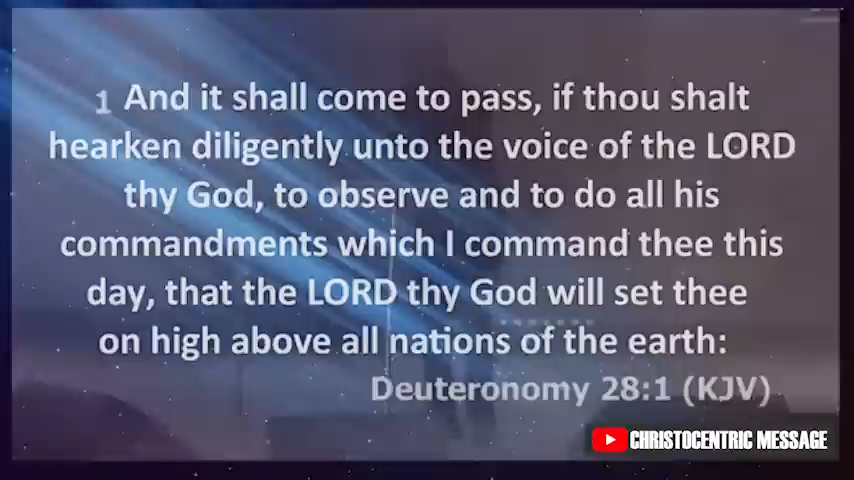 1 And it shall come to pass, if thou shalt
hearken diligently unto the voice of the LORD
thy God, to observe and to do all his
commandments which I command thee this
day, that the LORD thy God will set thee
on high above all nations of the earth:
Deuteronomy 28:1 (KJV)
CHRISTOCENTRIC MESSAGE